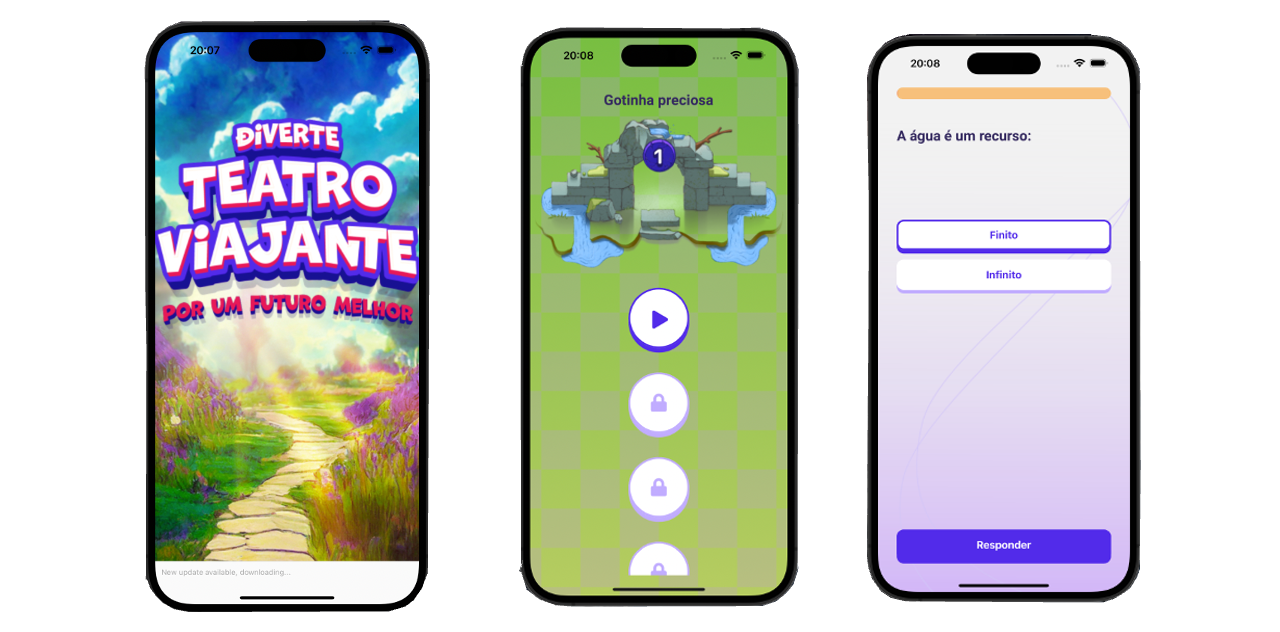 20:07
DiVERTE
TEATRO
ViAJANTE
POR UM FUTURO MELHOR
New update available, downloading...
20:08
Gotinha preciosa
1
20:08
A água é um recurso:
Finito
Infinito
Responder